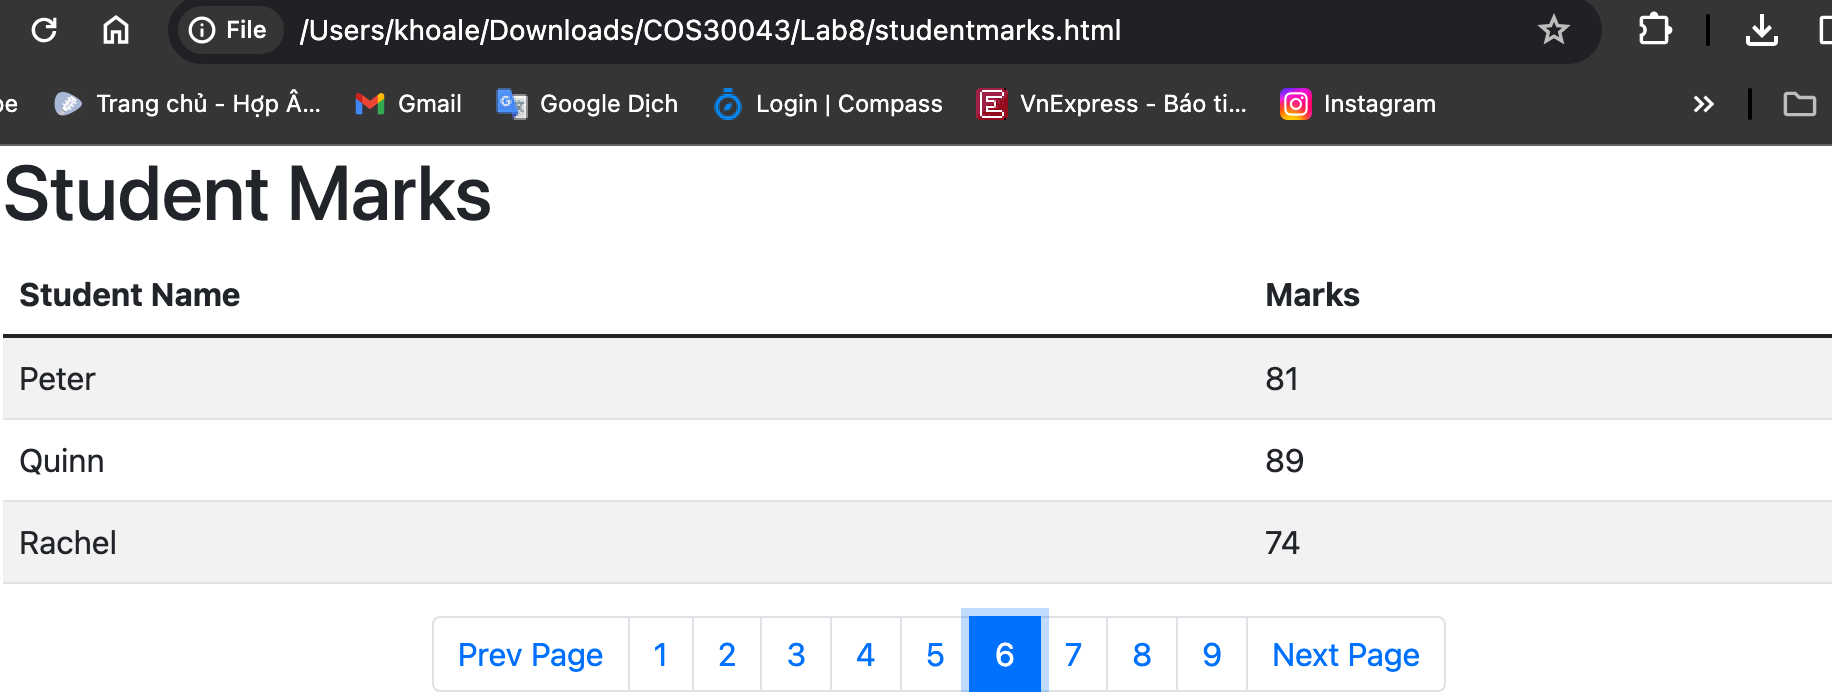 File /Users/khoale/Downloads/COS30043/Lab8/studentmarks.html
Trang chủ - Hợp Â... Gmail Google Dịch Login | Compass VnExpress - Báo ti... Instagram
Student Marks
Student Name Marks
Peter 81
Quinn 89
Rachel 74
Prev Page 1 2 3 4 5 6 7 8 9 Next Page